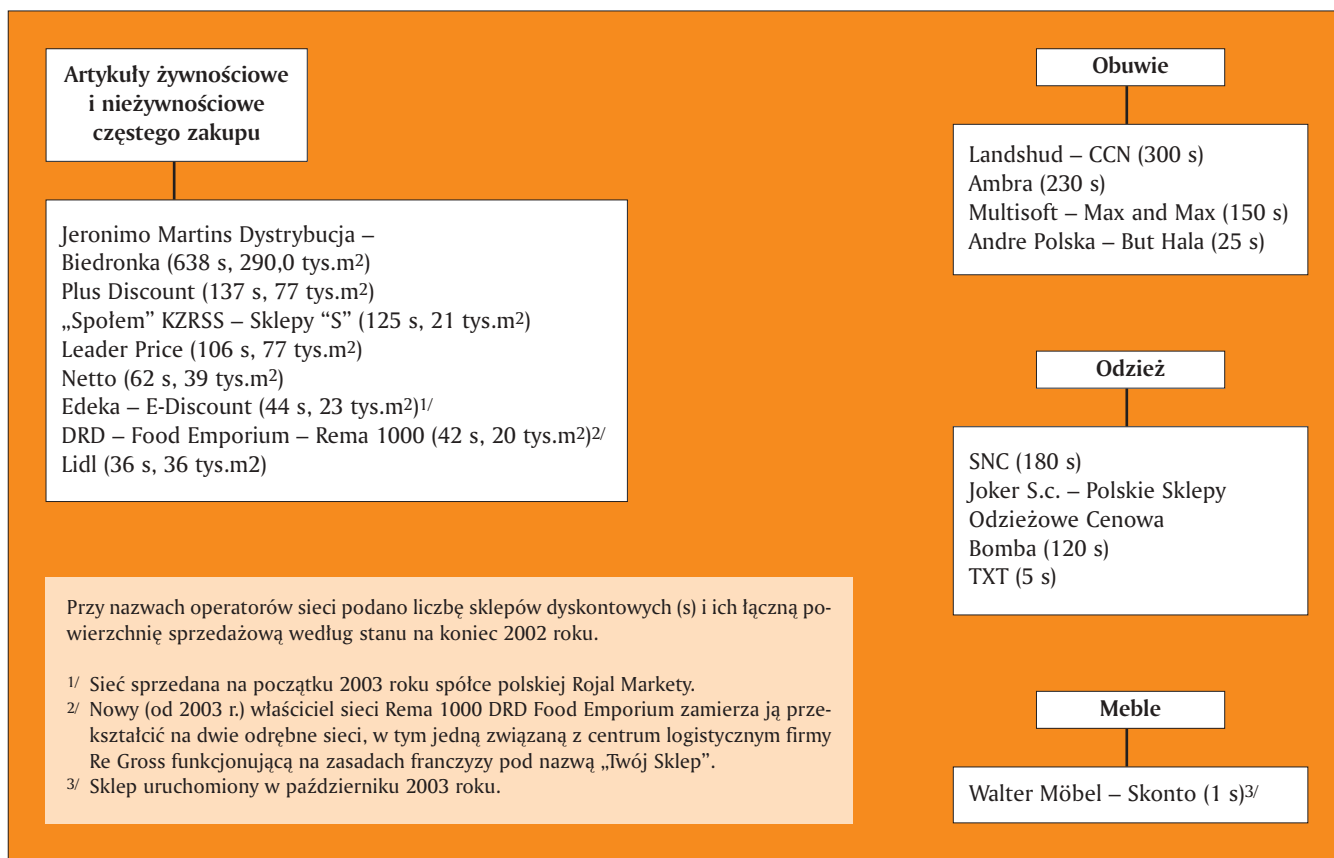 Artykuły żywnościowe
i nieżywnościowe
częstego zakupu
Jeronimo Martins Dystrybucja –
Biedronka (638 s, 290,0 tys.m²)
Plus Discount (137 s, 77 tys.m²)
„Społem” KZRSS – Sklepy “S” (125 s, 21 tys.m²)
Leader Price (106 s, 77 tys.m²)
Netto (62 s, 39 tys.m²)
Edeka – E-Discount (44 s, 23 tys.m²)1/
DRD – Food Emporium – Rema 1000 (42 s, 20 tys.m²)2/
Lidl (36 s, 36 tys.m2)
Przy nazwach operatorów sieci podano liczbę sklepów dyskontowych (s) i ich łączną po-
wierzchnię sprzedażową według stanu na koniec 2002 roku.
1/ Sieć sprzedana na początku 2003 roku spółce polskiej Rojal Markety.
2/ Nowy (od 2003 r.) właściciel sieci Rema 1000 DRD Food Emporium zamierza ją prze-
kształcić na dwie odrębne sieci, w tym jedną związaną z centrum logistycznym firmy
Re Gross funkcjonującą na zasadach franczyzy pod nazwą „Twój Sklep”.
3/ Sklep uruchomiony w październiku 2003 roku.
Obuwie
Landshud – CCN (300 s)
Ambra (230 s)
Multisoft – Max and Max (150 s)
Andre Polska – But Hala (25 s)
Odzież
SNC (180 s)
Joker S.c. – Polskie Sklepy
Odzieżowe Cenowa
Bomba (120 s)
TXT (5 s)
Meble
Walter Möbel – Skonto (1 s)3/